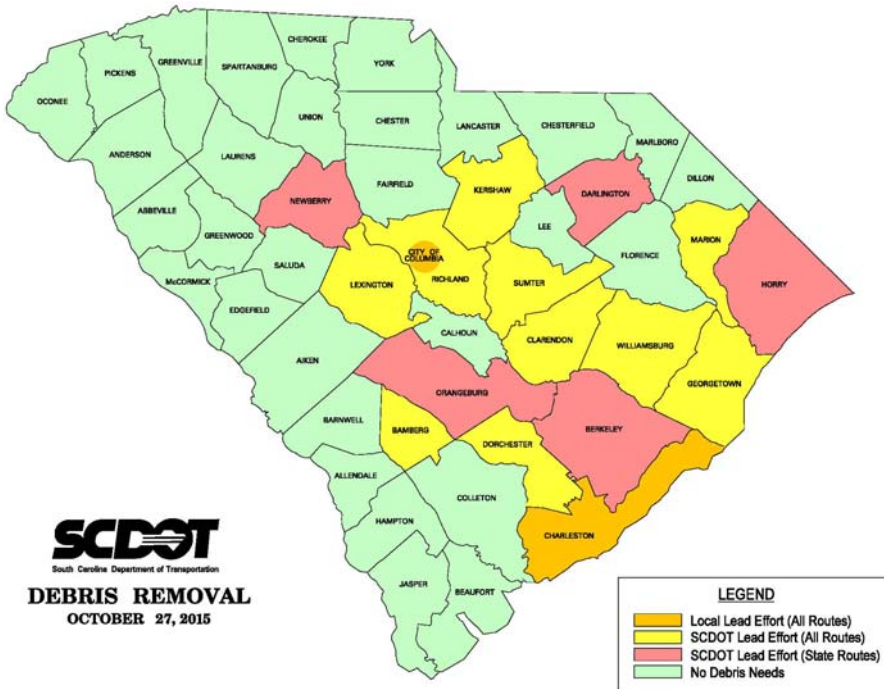 CHEROKEE
YORK
GREENVILLE
SPARTANBURG
PICKENS
OCONEE
UNION
CHESTER
LANCASTER
CHESTERFIELD
MARLBORO
ANDERSON
LAURENS
DILLON
KERSHAW
DARLINGTON
FAIRFIELD
NEWBERRY
ABBEVILLE
GREENWOOD
LEE
MARION
CITY OF
COLUMBIA
FLORENCE
SALUDA
RICHLAND
McCORMICK
LEXINGTON
SUMTER
HORRY
EDGEFIELD
CALHOUN
CLARENDON
WILLIAMSBURG
AIKEN
GEORGETOWN
ORANGEBURG
BARNWELL
BAMBERG
BERKELEY
DORCHESTER
ALLENDALE
COLLETON
HAMPTON
CHARLESTON
JASPER
BEAUFORT
SCDOT
South Carolina Department of Transportation
DEBRIS REMOVAL
OCTOBER 27, 2015
LEGEND
Local Lead Effort (All Routes)
SCDOT Lead Effort (All Routes)
SCDOT Lead Effort (State Routes)
No Debris Needs